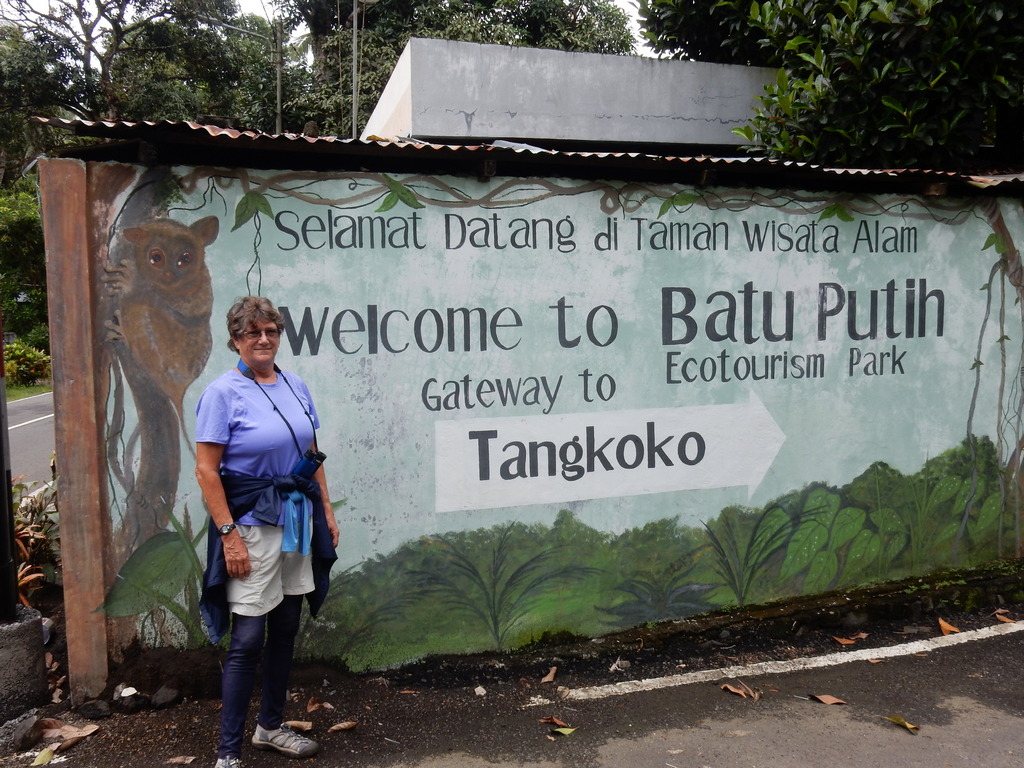 Selamat Datang di Taman Wisata Alam
Welcome to Batu Putih
Gateway to Ecotourism Park
Tangkoko